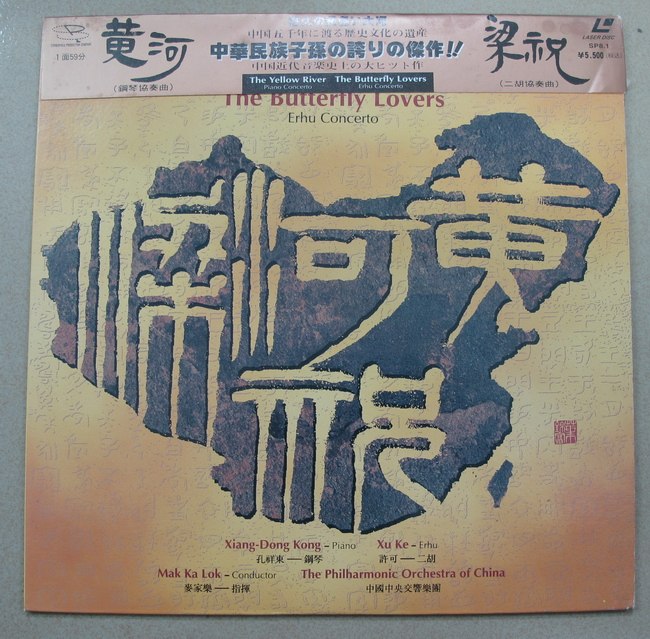 黄河
(鋼琴協奏曲)
1面59分
中国五千年に渡る歴史文化の遺産
中華民族子孫の誇りの傑作!!
中国近代音楽史上の大ヒット作
The Yellow River
Piano Concerto
The Butterfly Lovers
Erhu Concerto
梁祝
(二胡協奏曲)
LASER DISC
¥5,500(税込)
The Butterfly Lovers
Erhu Concerto
黄河
梁祝
Xiang-Dong Kong – Piano Xu Ke – Erhu
孔祥東──鋼琴 許可──二胡
Mak Ka Lok – Conductor The Philharmonic Orchestra of China
麥家樂──指揮 中國中央交響樂團